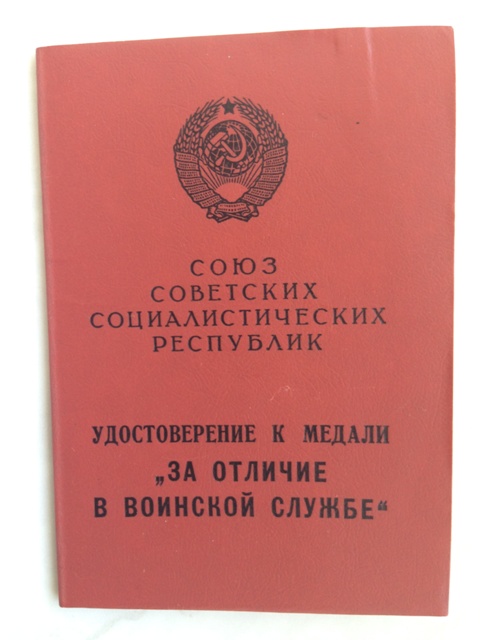 СОЮЗ
СОВЕТСКИХ
СОЦИАЛИСТИЧЕСКИХ
РЕСПУБЛИК
УДОСТОВЕРЕНИЕ К МЕДАЛИ
„ЗА ОТЛИЧИЕ
В ВОИНСКОЙ СЛУЖБЕ“